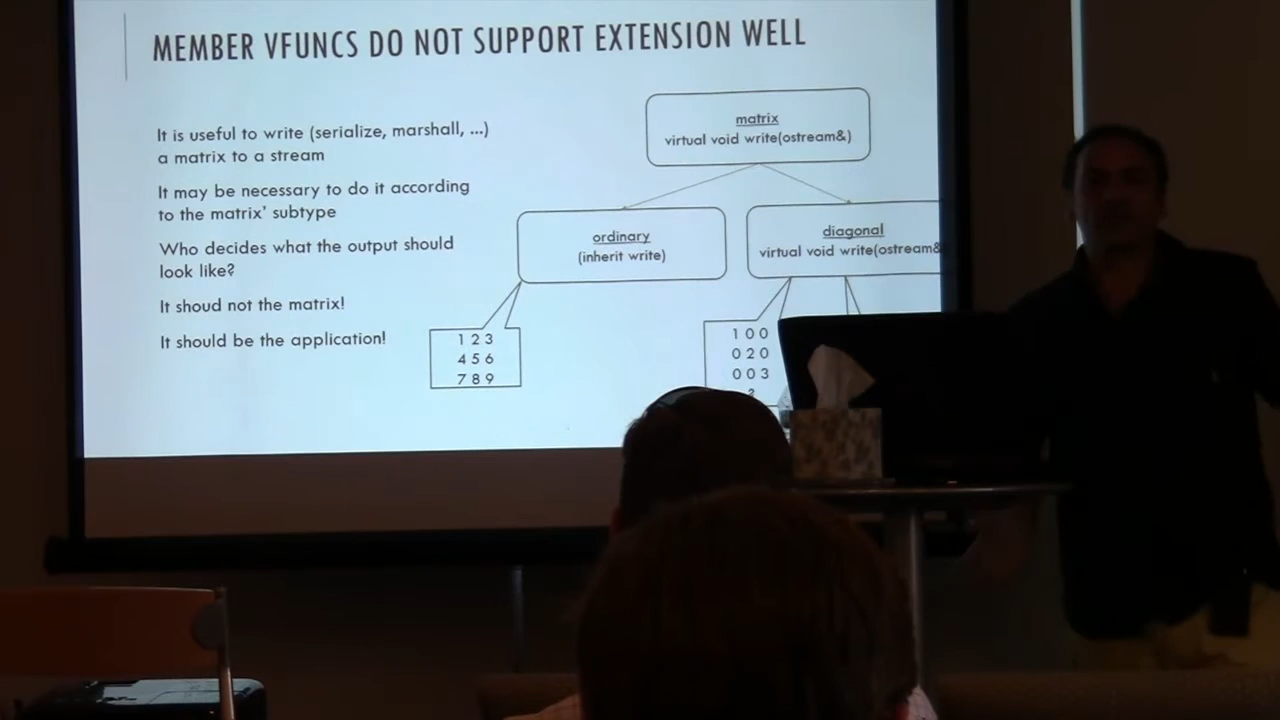 MEMBER VFUNCS DO NOT SUPPORT EXTENSION WELL
It is useful to write (serialize, marshall, ...)
a matrix to a stream
It may be necessary to do it according
to the matrix' subtype
Who decides what the output should
look like?
It shoud not the matrix!
It should be the application!
matrix
virtual void write(ostream&)
ordinary
(inherit write)
diagonal
virtual void write(ostream&
1 2 3
4 5 6
7 8 9
1 0 0
0 2 0
0 0 3